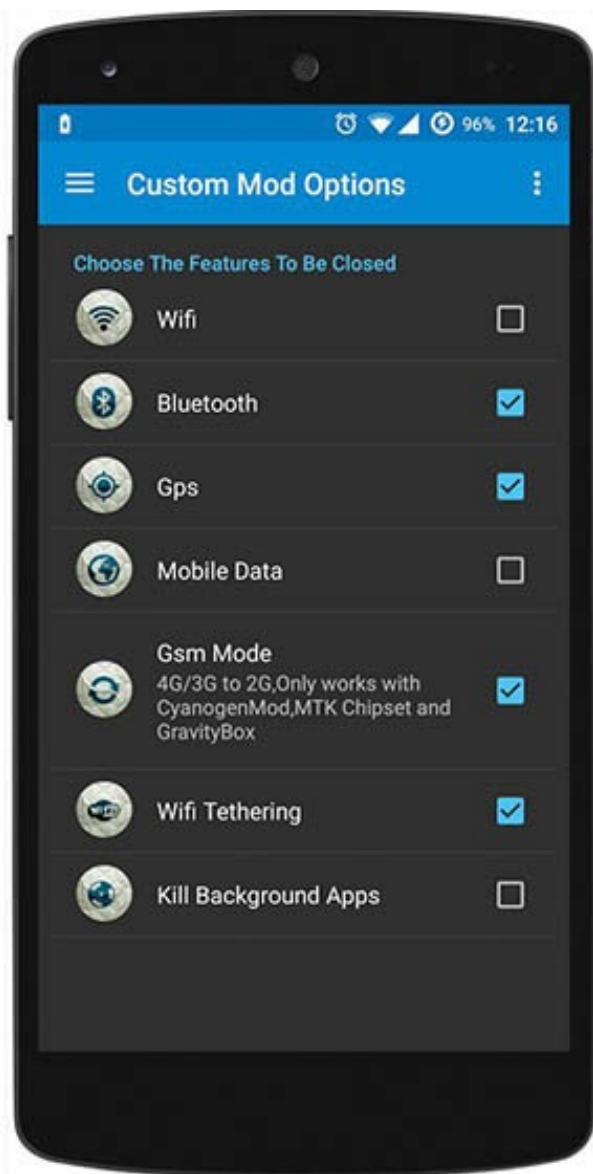 96% 12:16
Custom Mod Options
Choose The Features To Be Closed
Wifi
Bluetooth
Gps
Mobile Data
Gsm Mode
4G/3G to 2G,Only works with
CyanogenMod,MTK Chipset and
GravityBox
Wifi Tethering
Kill Background Apps